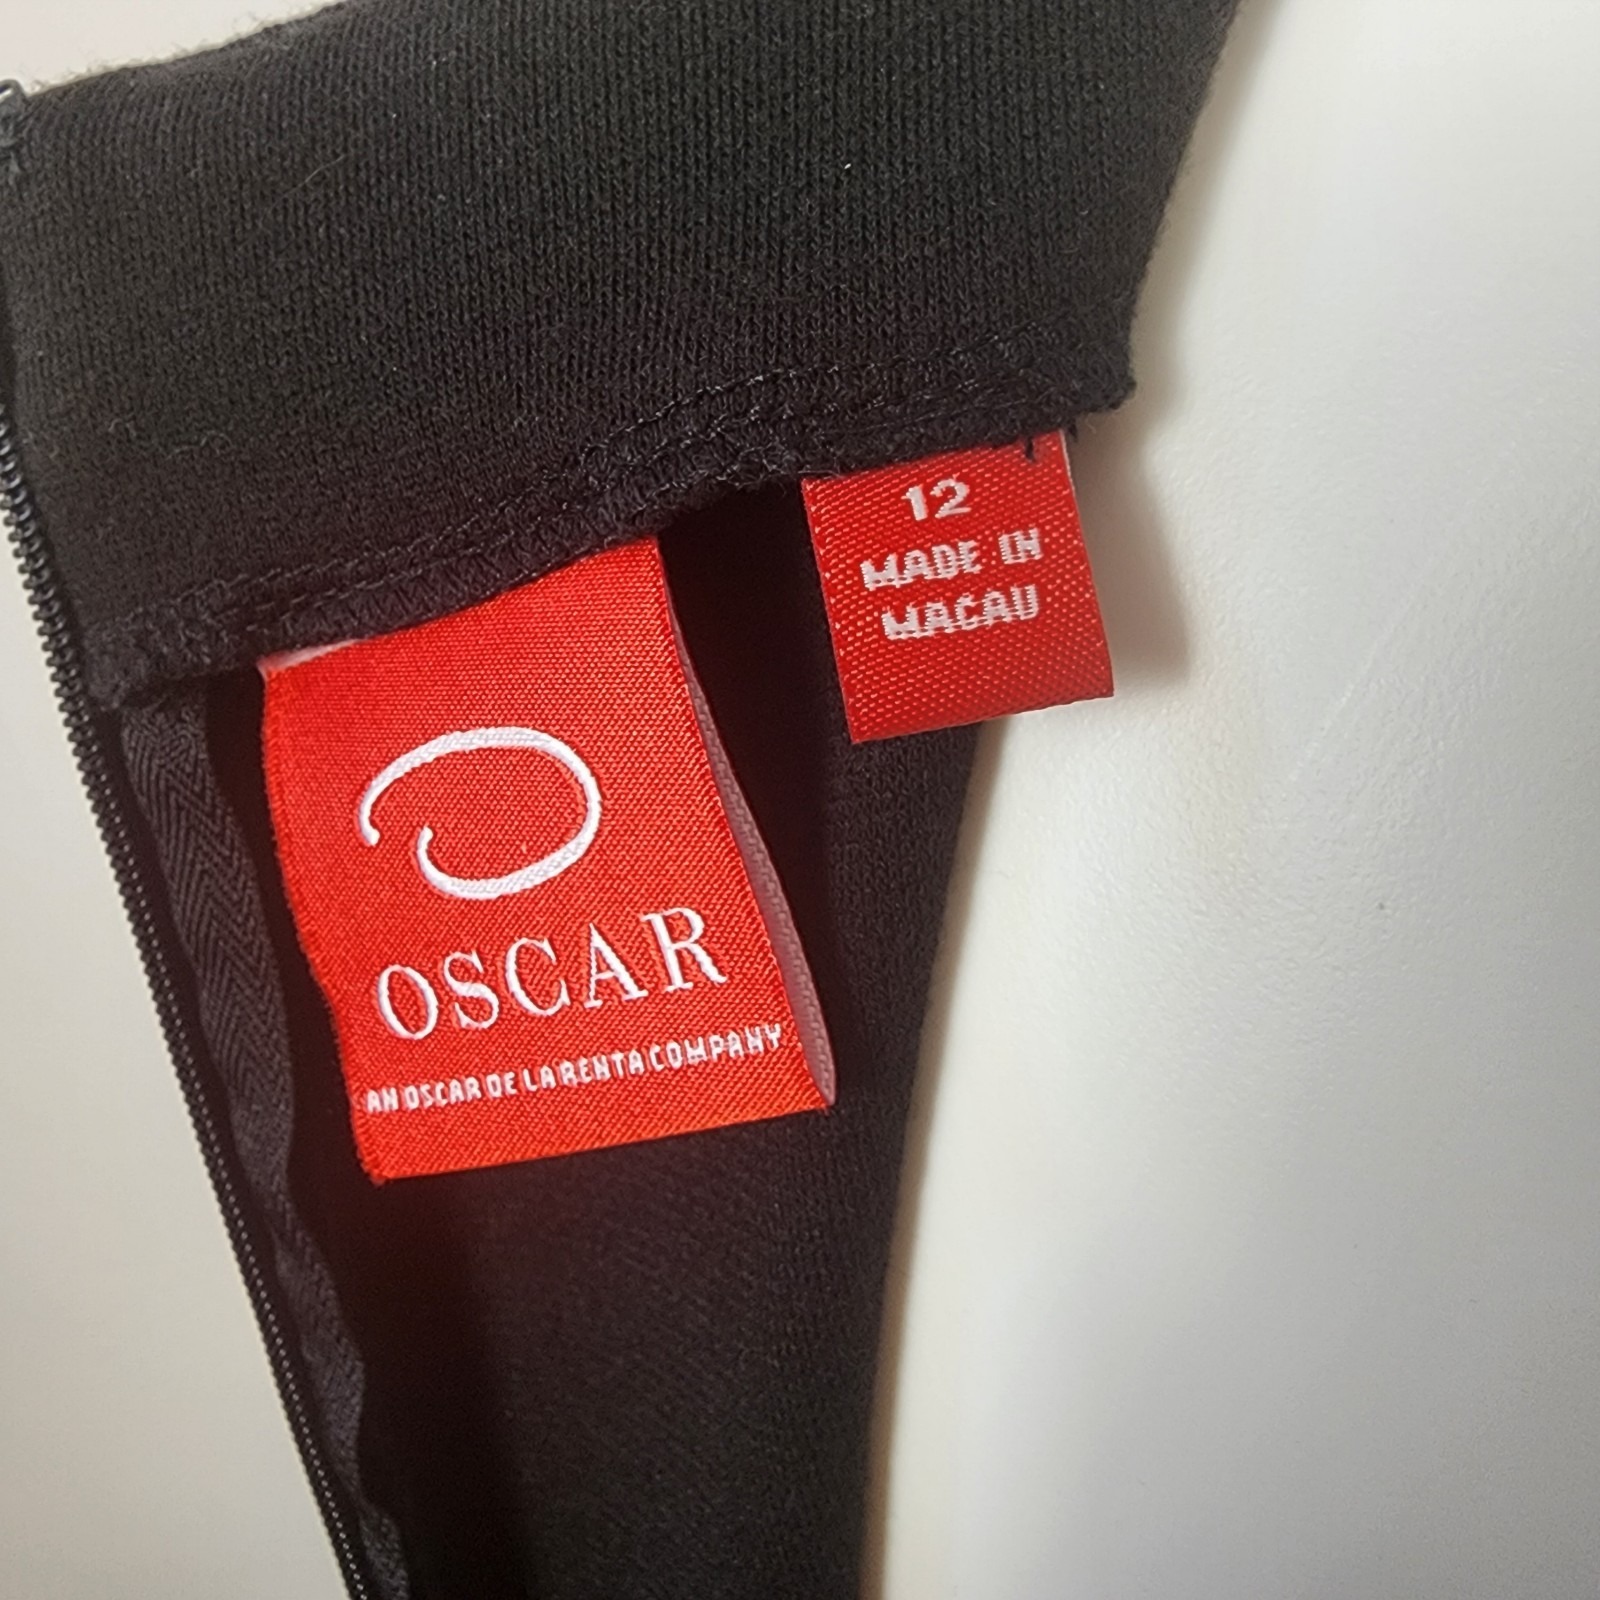 12
MADE IN
MACAU
OSCAR
AN OSCAR DE LA RENTA COMPANY